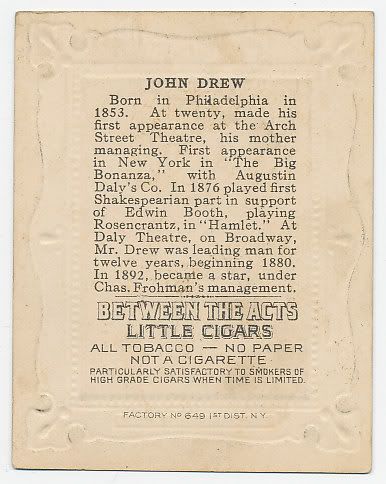 JOHN DREW
Born in Philadelphia in
1853. At twenty, made his
first appearance at the Arch
Street Theatre, his mother
managing. First appearance
in New York in "The Big
Bonanza," with Augustin
Daly's Co. In 1876 played first
Shakespearian part in support
of Edwin Booth, playing
Rosencrantz, in "Hamlet." At
Daly Theatre, on Broadway,
Mr. Drew was leading man for
twelve years, beginning 1880.
In 1892, became a star, under
Chas. Frohman's management.
BETWEEN THE ACTS
LITTLE CIGARS
ALL TOBACCO — NO PAPER
NOT A CIGARETTE
PARTICULARLY SATISFACTORY TO SMOKERS OF
HIGH GRADE CIGARS WHEN TIME IS LIMITED.
FACTORY No 649 1ST DIST. N.Y.